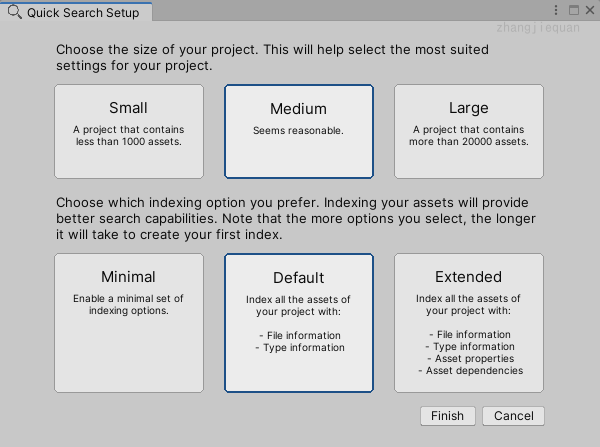 Quick Search Setup
zhangjiequan
Choose the size of your project. This will help select the most suited
settings for your project.
Small
A project that contains
less than 1000 assets.
Medium
Seems reasonable.
Large
A project that contains
more than 20000 assets.
Choose which indexing option you prefer. Indexing your assets will provide
better search capabilities. Note that the more options you select, the longer
it will take to create your first index.
Minimal
Enable a minimal set of
indexing options.
Default
Index all the assets of
your project with:
- File information
- Type information
Extended
Index all the assets of
your project with:
- File information
- Type information
- Asset properties
- Asset dependencies
Finish
Cancel